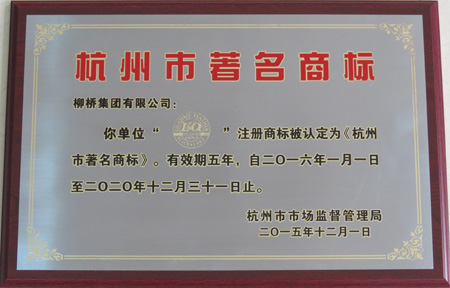 杭州市著名商标
柳桥集团有限公司：
你单位“ ”注册商标被认定为《杭州
市著名商标》。有效期五年，自二〇一六年一月一日
至二〇二〇年十二月三十一日止。
杭州市市场监督管理局
二〇一五年十二月一日